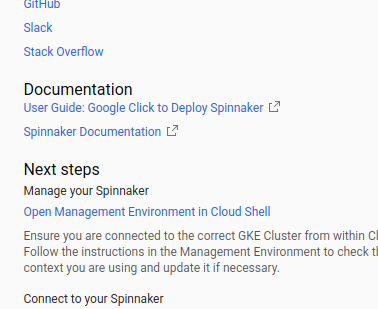 GitHub
Slack
Stack Overflow
Documentation
User Guide: Google Click to Deploy Spinnaker
Spinnaker Documentation
Next steps
Manage your Spinnaker
Open Management Environment in Cloud Shell
Ensure you are connected to the correct GKE Cluster from within Cl
Follow the instructions in the Management Environment to check th
context you are using and update it if necessary.
Connect to your Spinnaker